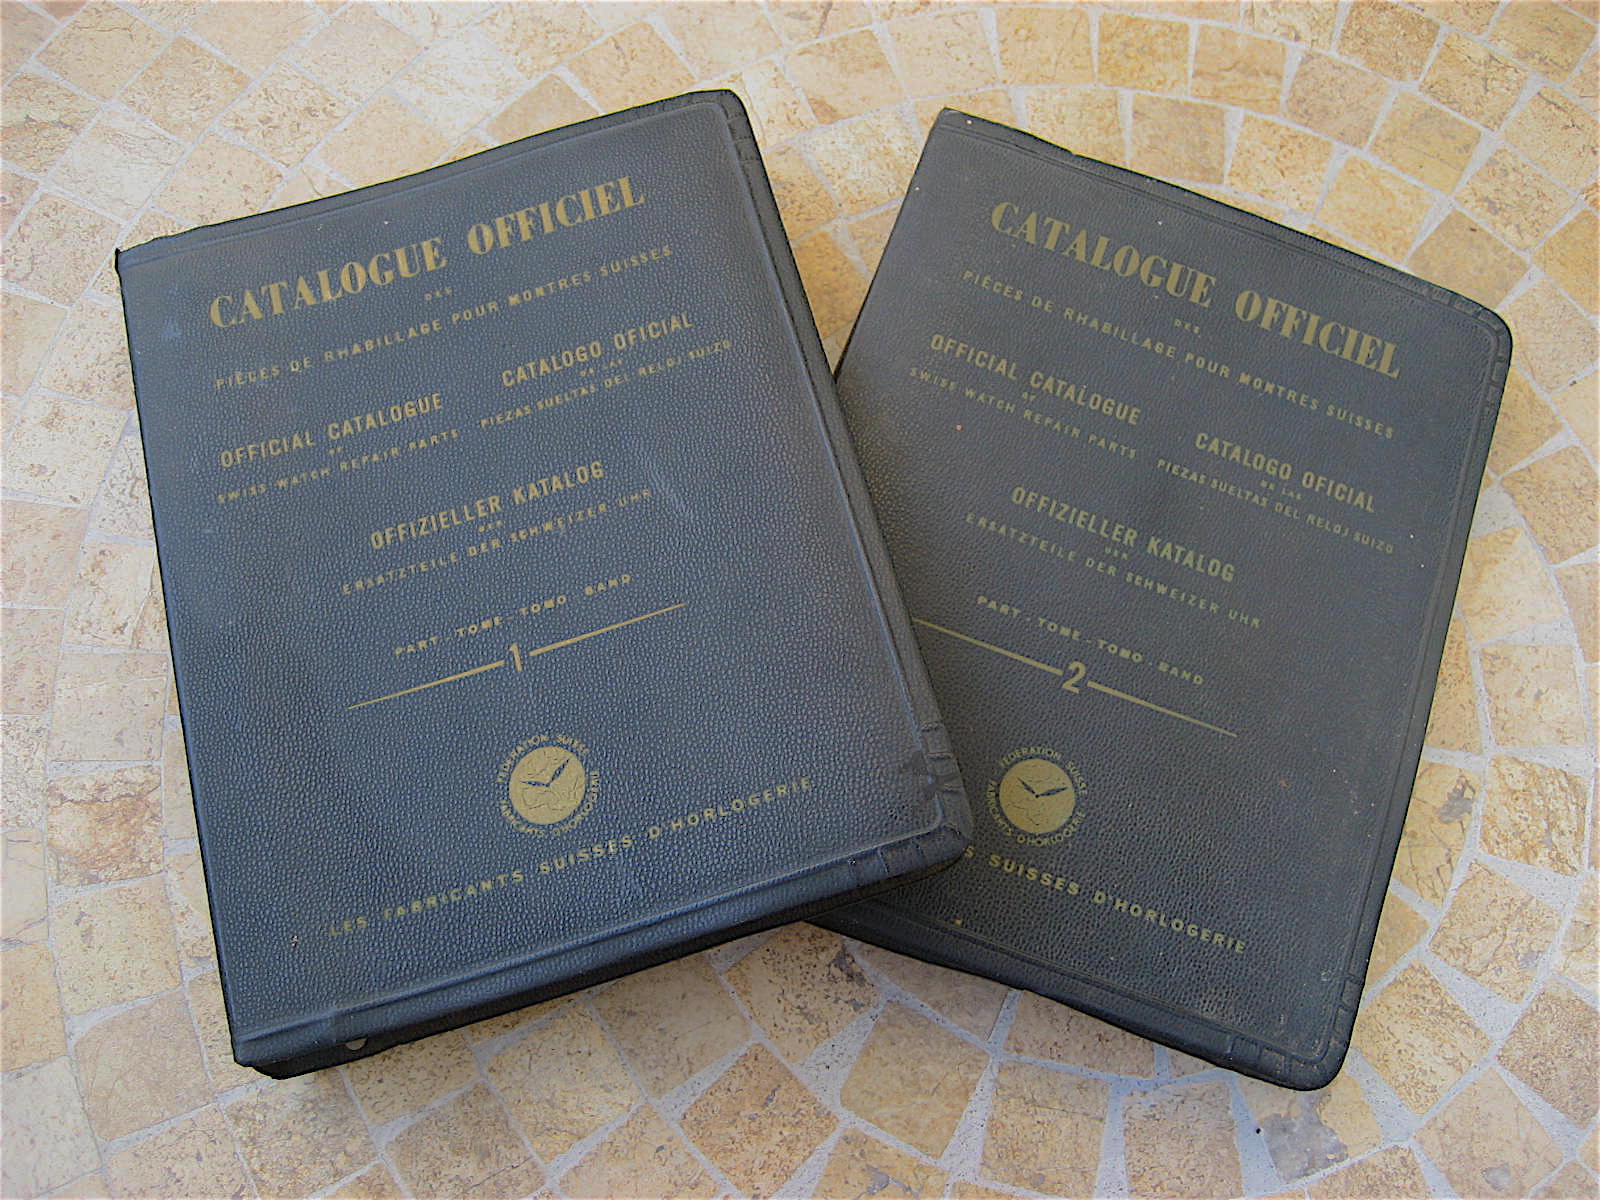 CATALOGUE OFFICIEL
DES
PIÈCES DE RHABILLAGE POUR MONTRES SUISSES
OFFICIAL CATALOGUE
OF
SWISS WATCH REPAIR PARTS
CATALOGO OFICIAL
DE LAS
PIEZAS SUELTAS DEL RELOJ SUIZO
OFFIZIELLER KATALOG
DER
ERSATZTEILE DER SCHWEIZER UHR
PART - TOME - TOMO BAND
1
FÉDÉRATION SUISSE
FABRICANTS D'HORLOGERIE
LES FABRICANTS SUISSES D'HORLOGERIE
CATALOGUE OFFICIEL
DES
PIÈCES DE RHABILLAGE POUR MONTRES SUISSES
OFFICIAL CATALOGUE
OF
SWISS WATCH REPAIR PARTS
CATALOGO OFICIAL
DE LAS
PIEZAS SUELTAS DEL RELOJ SUIZO
OFFIZIELLER KATALOG
DER
ERSATZTEILE DER SCHWEIZER UHR
PART - TOME - TOMO BAND
2
FÉDÉRATION SUISSE
FABRICANTS D'HORLOGERIE
S SUISSES D'HORLOGERIE